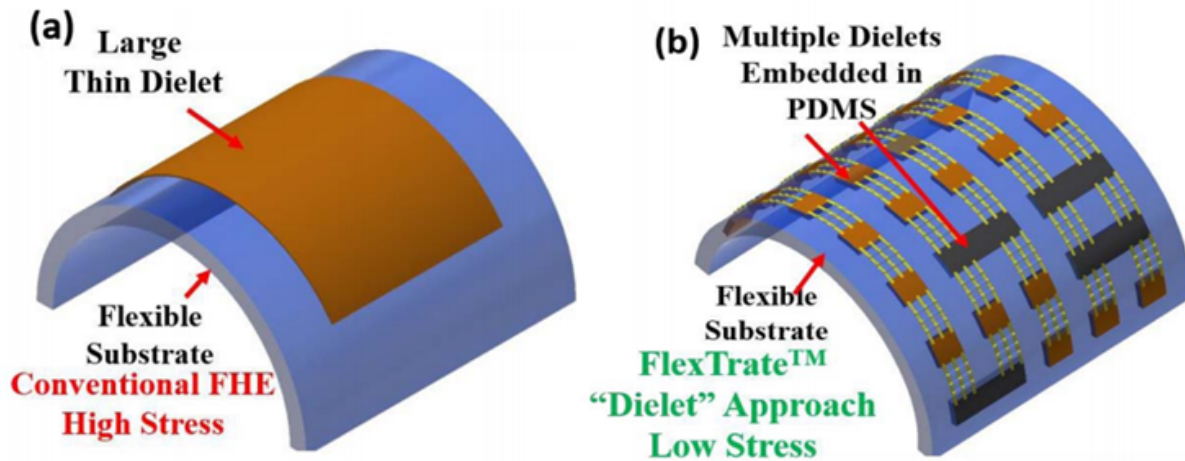 (a)
Large
Thin Dielet
Flexible
Substrate
Conventional FHE
High Stress
(b)
Multiple Dielets
Embedded in
PDMS
Flexible
Substrate
FlexTrate™
“Dielet” Approach
Low Stress